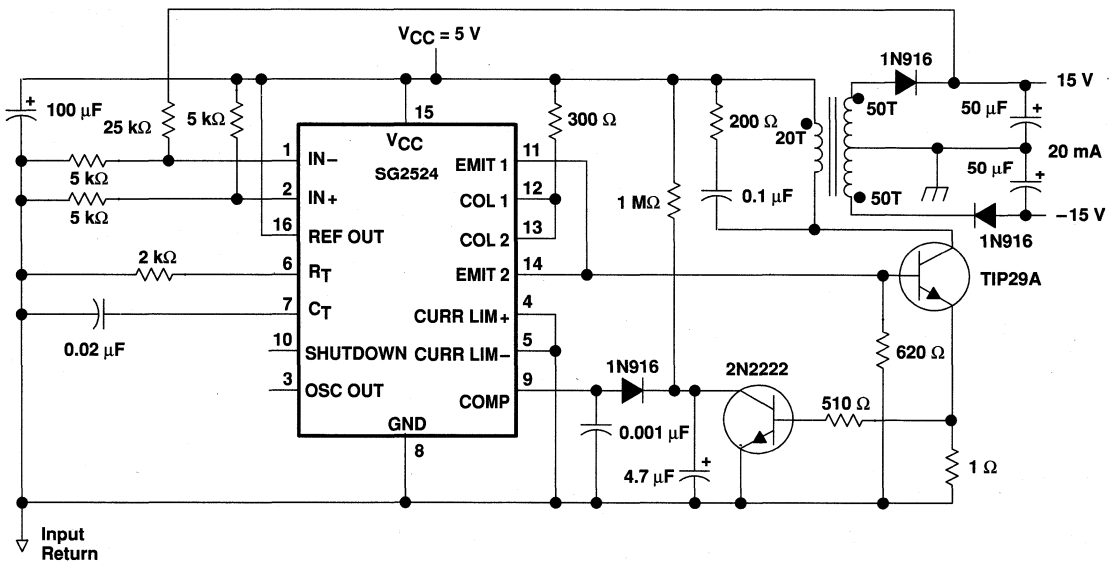 V_CC = 5 V
1N916
15 V
+
100 μF
25 kΩ
5 kΩ
300 Ω
200 Ω
20T
50T
50 μF
+
15
V_CC
SG2524
20 mA
1
IN−
EMIT 1
11
5 kΩ
2
IN+
COL 1
12
1 MΩ
0.1 μF
50T
50 μF
+
5 kΩ
16
REF OUT
COL 2
13
1N916
−15 V
2 kΩ
6
R_T
EMIT 2
14
TIP29A
7
C_T
CURR LIM+
4
0.02 μF
10
SHUTDOWN
CURR LIM−
5
620 Ω
1N916
2N2222
3
OSC OUT
COMP
9
510 Ω
GND
8
0.001 μF
4.7 μF
+
1 Ω
Input
Return